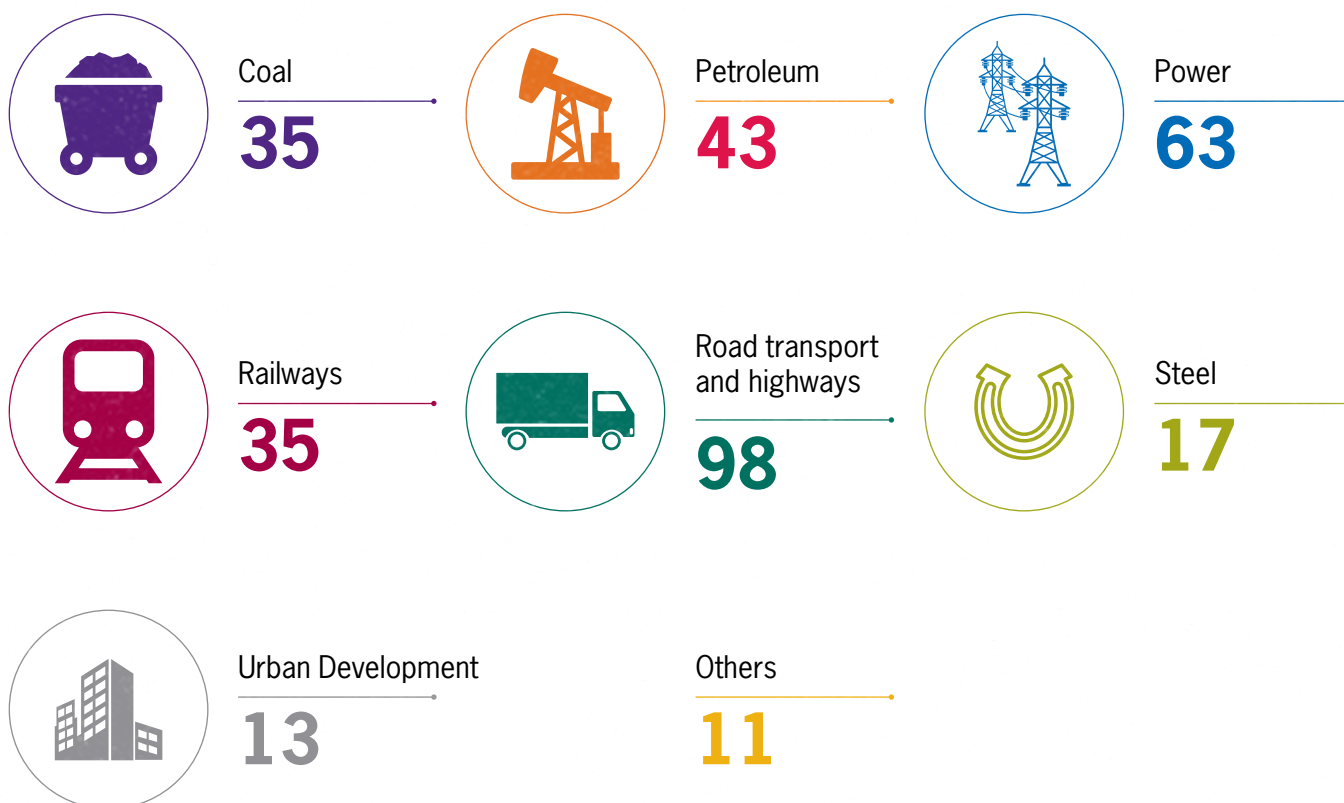 Coal
35
Petroleum
43
Power
63
Railways
35
Road transport
and highways
98
Steel
17
Urban Development
13
Others
11